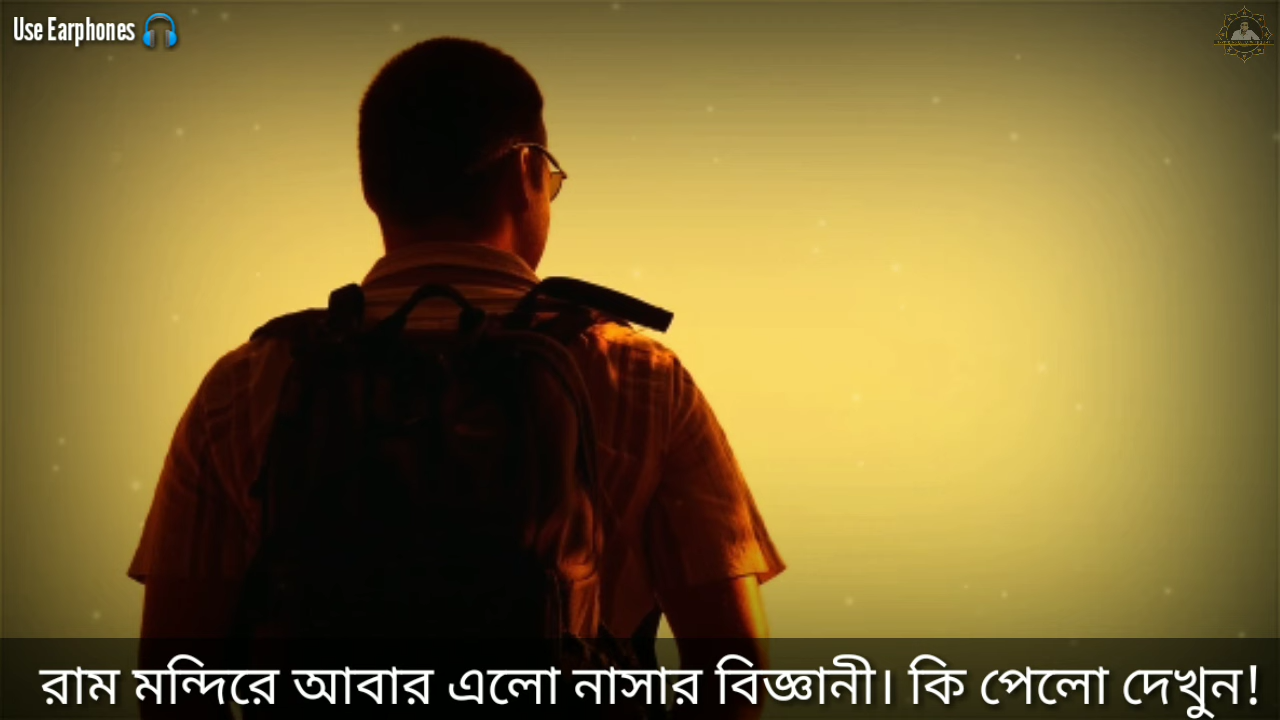 Use Earphones
রাম মন্দিরে আবার এলো নাসার বিজ্ঞানী। কি পেলো দেখুন!